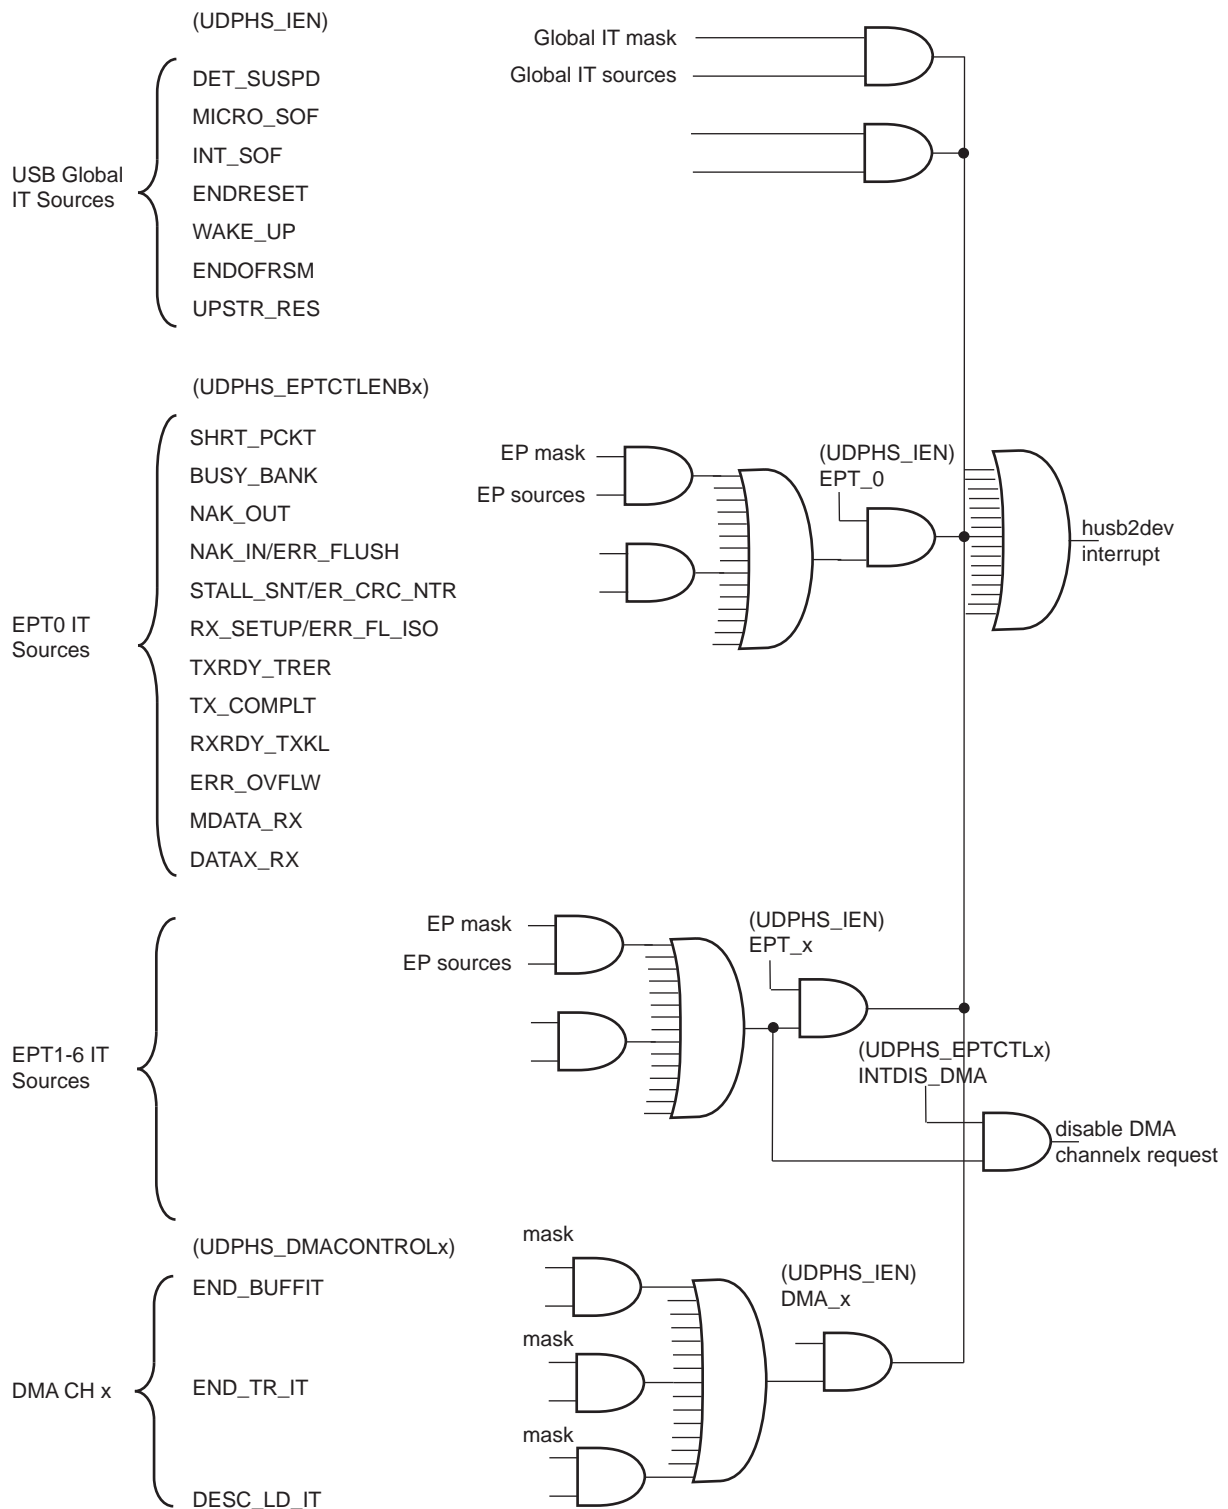 (UDPHS_IEN)
DET_SUSPD
MICRO_SOF
INT_SOF
ENDRESET
WAKE_UP
ENDOFRSM
UPSTR_RES
USB Global
IT Sources
Global IT mask
Global IT sources
(UDPHS_EPTCTLENBx)
SHRT_PCKT
BUSY_BANK
NAK_OUT
NAK_IN/ERR_FLUSH
STALL_SNT/ER_CRC_NTR
RX_SETUP/ERR_FL_ISO
TXRDY_TRER
TX_COMPLT
RXRDY_TXKL
ERR_OVFLW
MDATA_RX
DATAX_RX
EPT0 IT
Sources
EP mask
EP sources
(UDPHS_IEN)
EPT_0
husb2dev
interrupt
EPT1-6 IT
Sources
EP mask
EP sources
(UDPHS_IEN)
EPT_x
(UDPHS_EPTCTLx)
INTDIS_DMA
disable DMA
channelx request
(UDPHS_DMACONTROLx)
END_BUFFIT
END_TR_IT
DESC_LD_IT
DMA CH x
mask
mask
mask
(UDPHS_IEN)
DMA_x